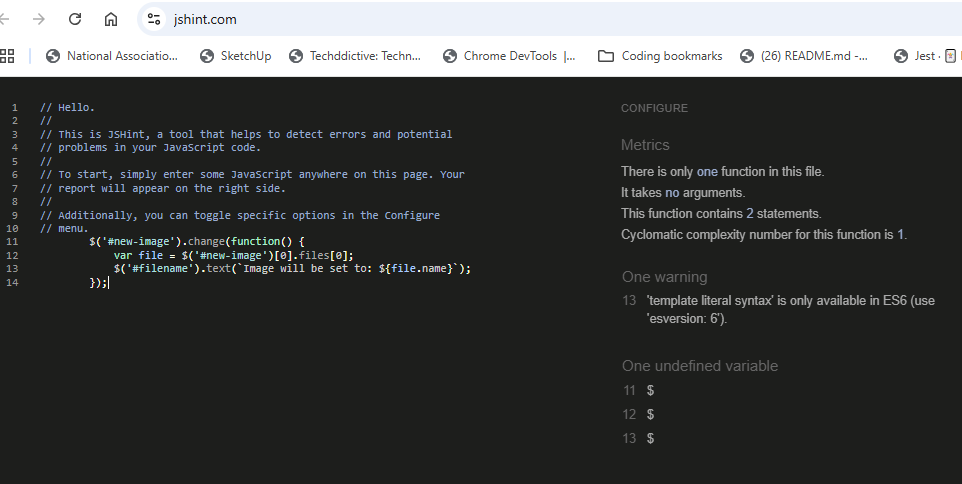 jshint.com
National Associatio...
SketchUp
Techddictive: Techn...
Chrome DevTools |...
Coding bookmarks
(26) README.md -...
Jest ·
1 // Hello.
2 //
3 // This is JSHint, a tool that helps to detect errors and potential
4 // problems in your JavaScript code.
5 //
6 // To start, simply enter some JavaScript anywhere on this page. Your
7 // report will appear on the right side.
8 //
9 // Additionally, you can toggle specific options in the Configure
10 // menu.
11 $('#new-image').change(function() {
12 var file = $('#new-image')[0].files[0];
13 $('#filename').text(`Image will be set to: ${file.name}`);
14 });
CONFIGURE
Metrics
There is only one function in this file.
It takes no arguments.
This function contains 2 statements.
Cyclomatic complexity number for this function is 1.
One warning
13 'template literal syntax' is only available in ES6 (use
'esversion: 6').
One undefined variable
11 $
12 $
13 $